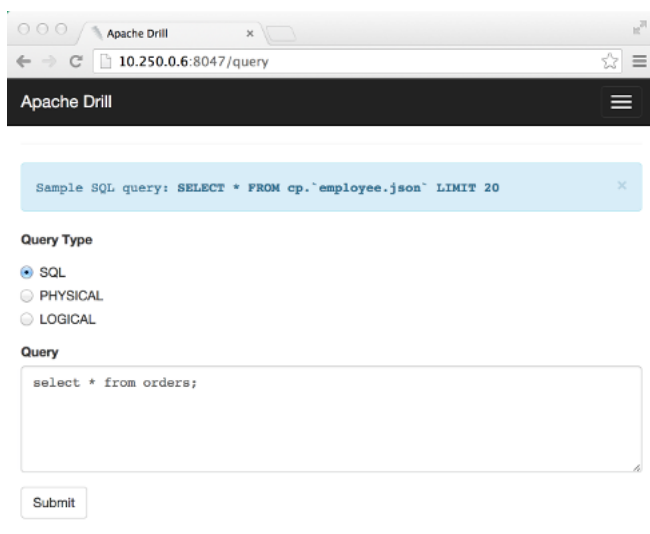 Apache Drill
10.250.0.6:8047/query
Apache Drill
Sample SQL query: SELECT * FROM cp.`employee.json` LIMIT 20
Query Type
SQL
PHYSICAL
LOGICAL
Query
select * from orders;
Submit